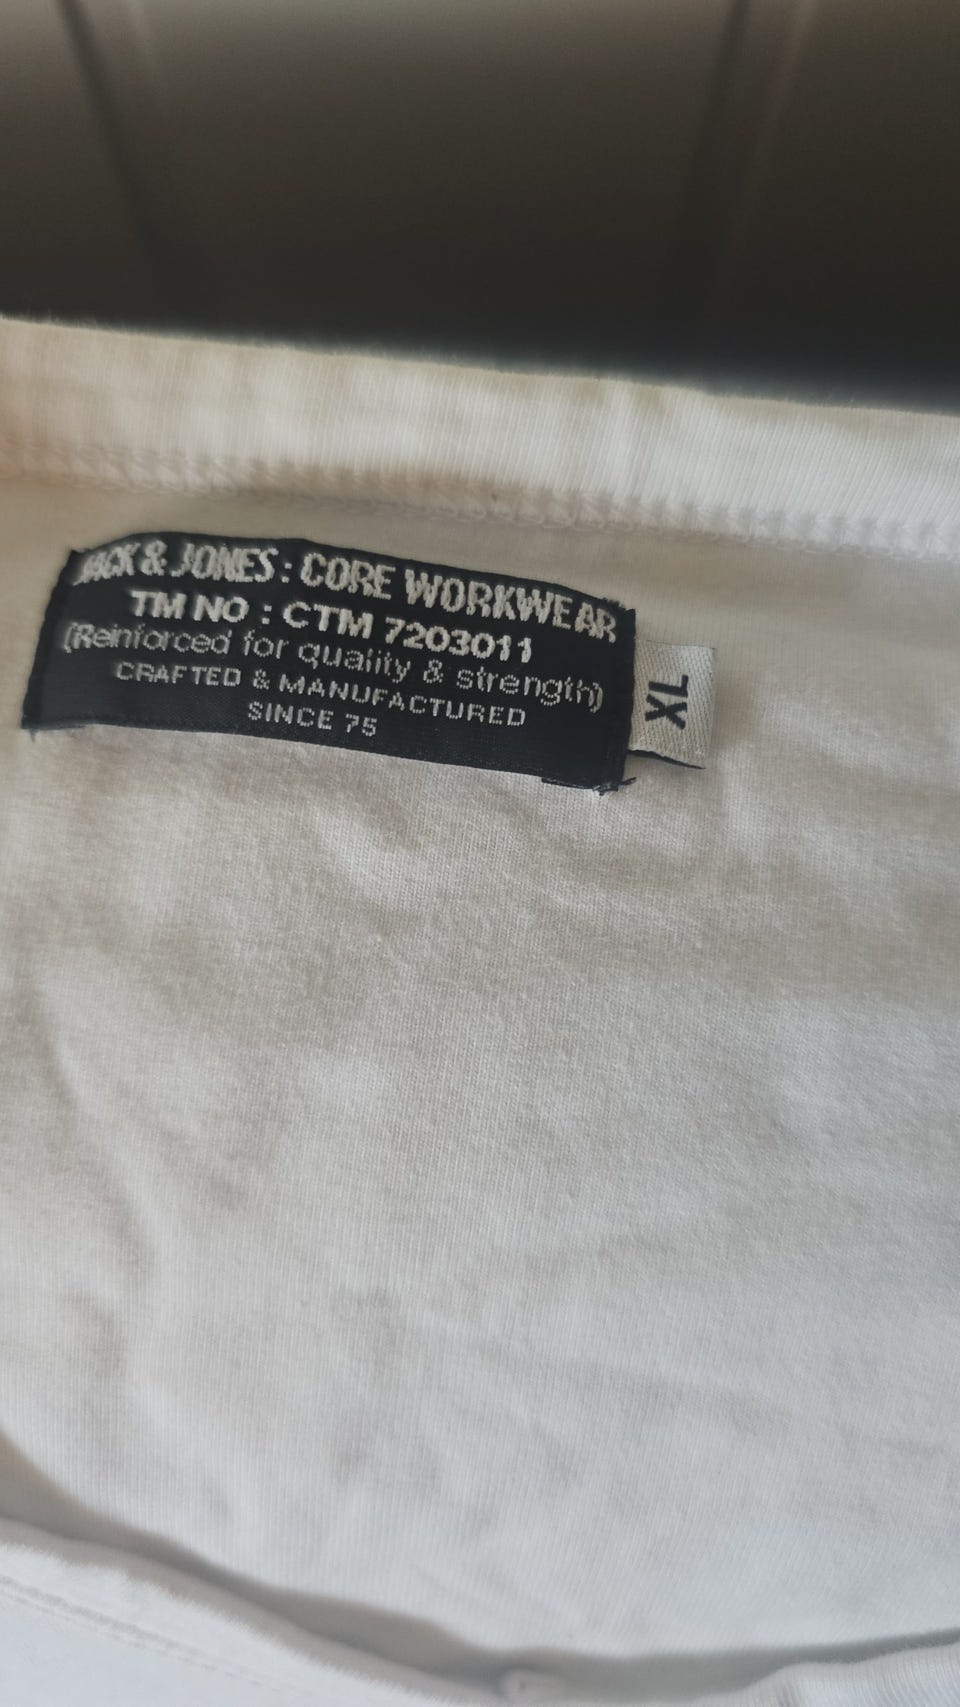 JACK & JONES: CORE WORKWEAR
TM NO : CTM 7203011
(Reinforced for quality & strength)
CRAFTED & MANUFACTURED
SINCE 75
XL